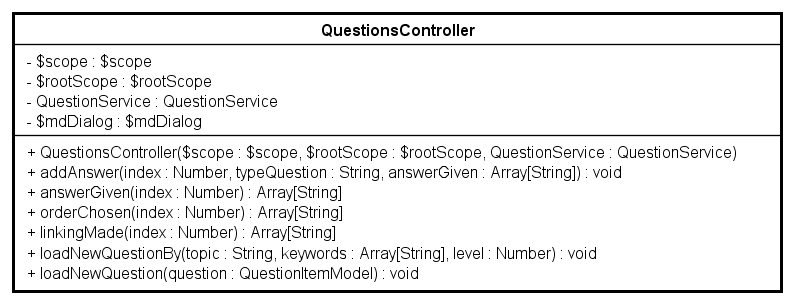 QuestionsController
- $scope : $scope
- $rootScope : $rootScope
- QuestionService : QuestionService
- $mdDialog : $mdDialog
+ QuestionsController($scope : $scope, $rootScope : $rootScope, QuestionService : QuestionService)
+ addAnswer(index : Number, typeQuestion : String, answerGiven : Array[String]) : void
+ answerGiven(index : Number) : Array[String]
+ orderChosen(index : Number) : Array[String]
+ linkingMade(index : Number) : Array[String]
+ loadNewQuestionBy(topic : String, keywords : Array[String], level : Number) : void
+ loadNewQuestion(question : QuestionItemModel) : void